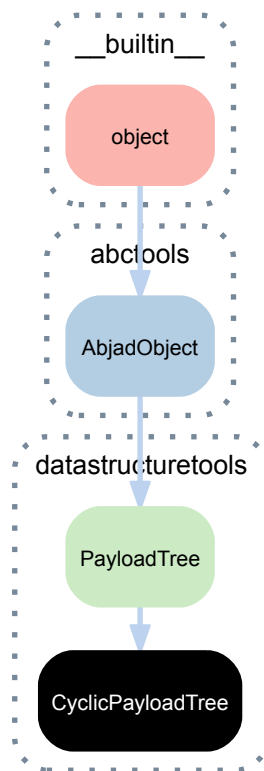 __builtin__
object
abctools
AbjadObject
datastructuretools
PayloadTree
CyclicPayloadTree